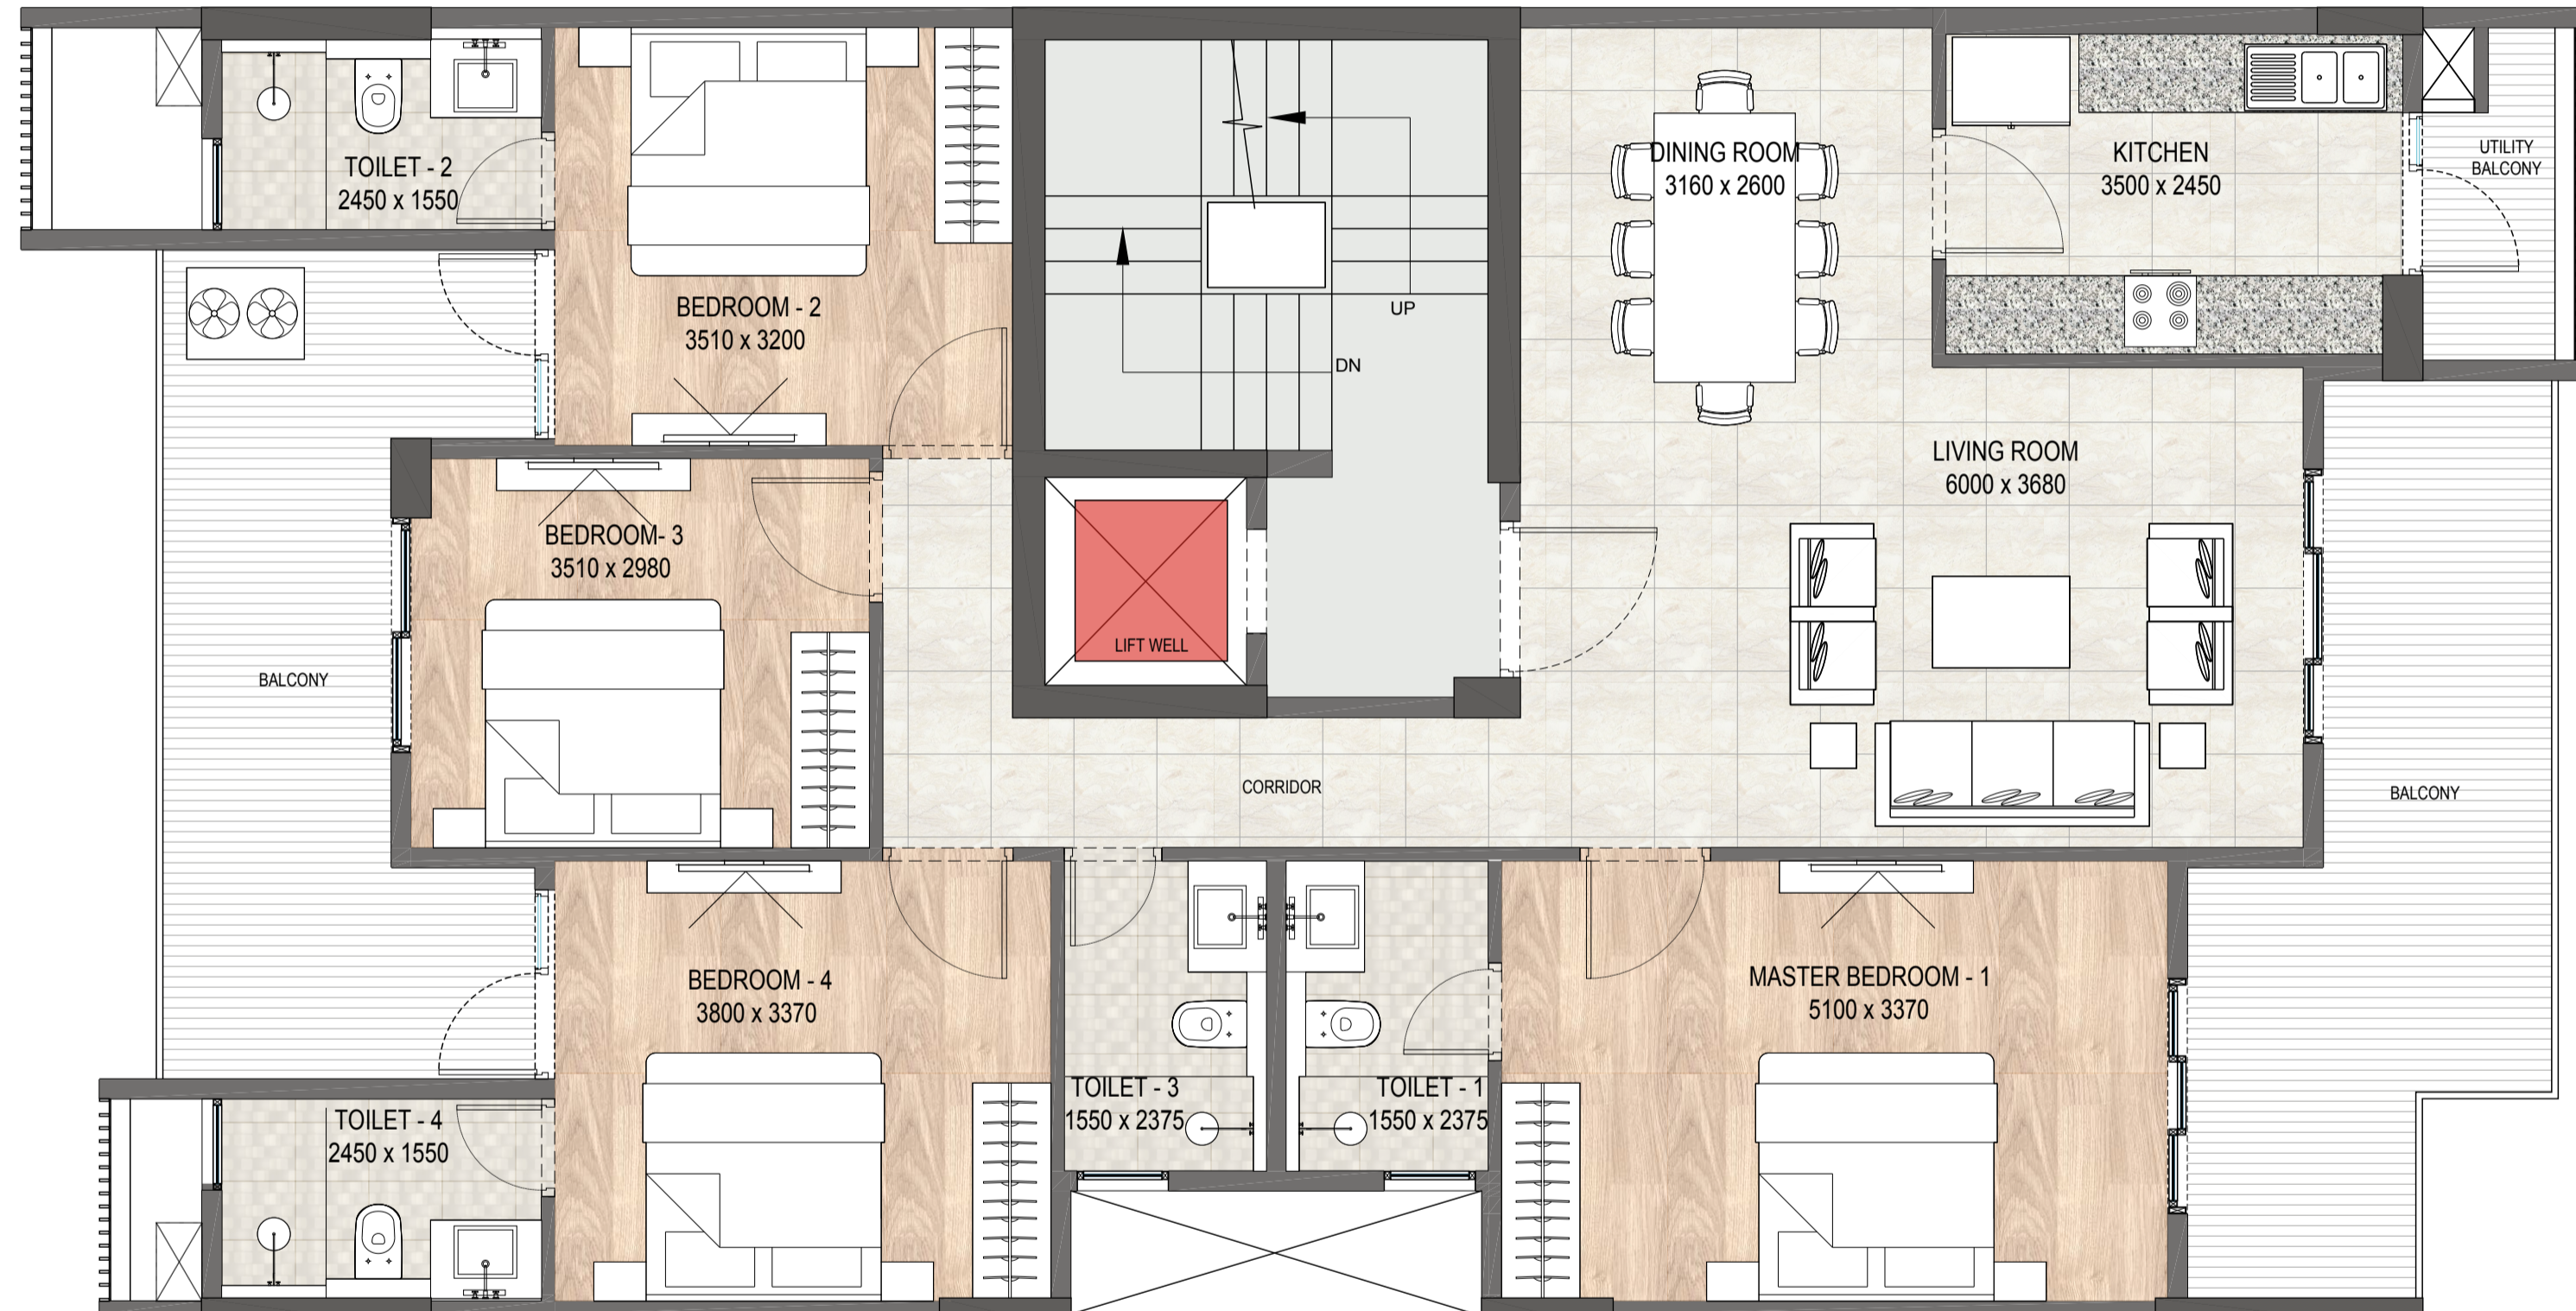 TOILET - 2
2450 x 1550
BEDROOM - 2
3510 x 3200
UP
DN
DINING ROOM
3160 x 2600
KITCHEN
3500 x 2450
UTILITY
BALCONY
LIVING ROOM
6000 x 3680
BEDROOM- 3
3510 x 2980
LIFT WELL
BALCONY
CORRIDOR
BALCONY
BEDROOM - 4
3800 x 3370
MASTER BEDROOM - 1
5100 x 3370
TOILET - 3
1550 x 2375
TOILET - 1
1550 x 2375
TOILET - 4
2450 x 1550